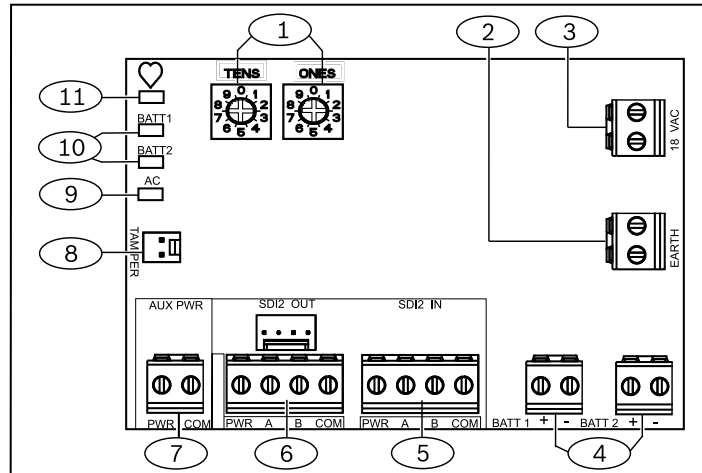 1
2
3
TENS
ONES
9 0 1
8 2
7 3
6 5 4
9 0 1
8 2
7 3
6 5 4
11
BATT1
10
BATT2
9
AC
8
TAMPER
18 VAC
EARTH
AUX PWR
SDI2 OUT
SDI2 IN
PWR COM
PWR A B COM
PWR A B COM
BATT 1 + -
BATT 2 + -
7
6
5
4